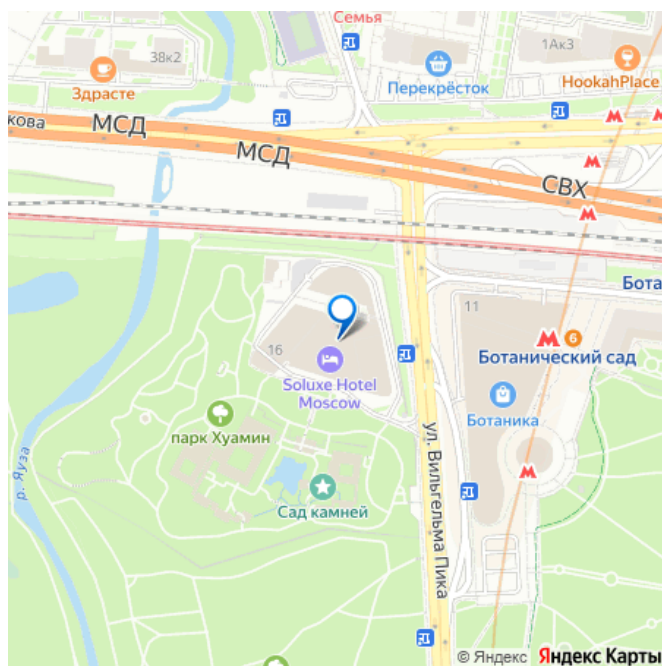 Семья
38к2
1Ак3
Здрасте
Перекрёсток
HookahPlace
кова
МСД
МСД
СВХ
Бота
11
6
Ботанический сад
16
Soluxe Hotel
Moscow
Ботаника
парк Хуамин
ул. Вильгельма Пика
р. Яуза
Сад камней
© Яндекс Яндекс Карты